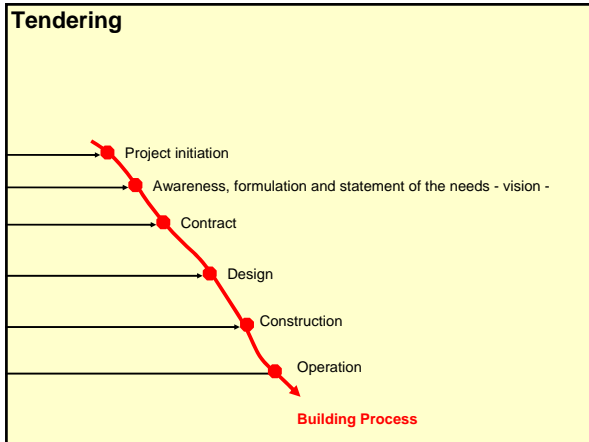 Tendering
Project initiation
Awareness, formulation and statement of the needs - vision -
Contract
Design
Construction
Operation
Building Process